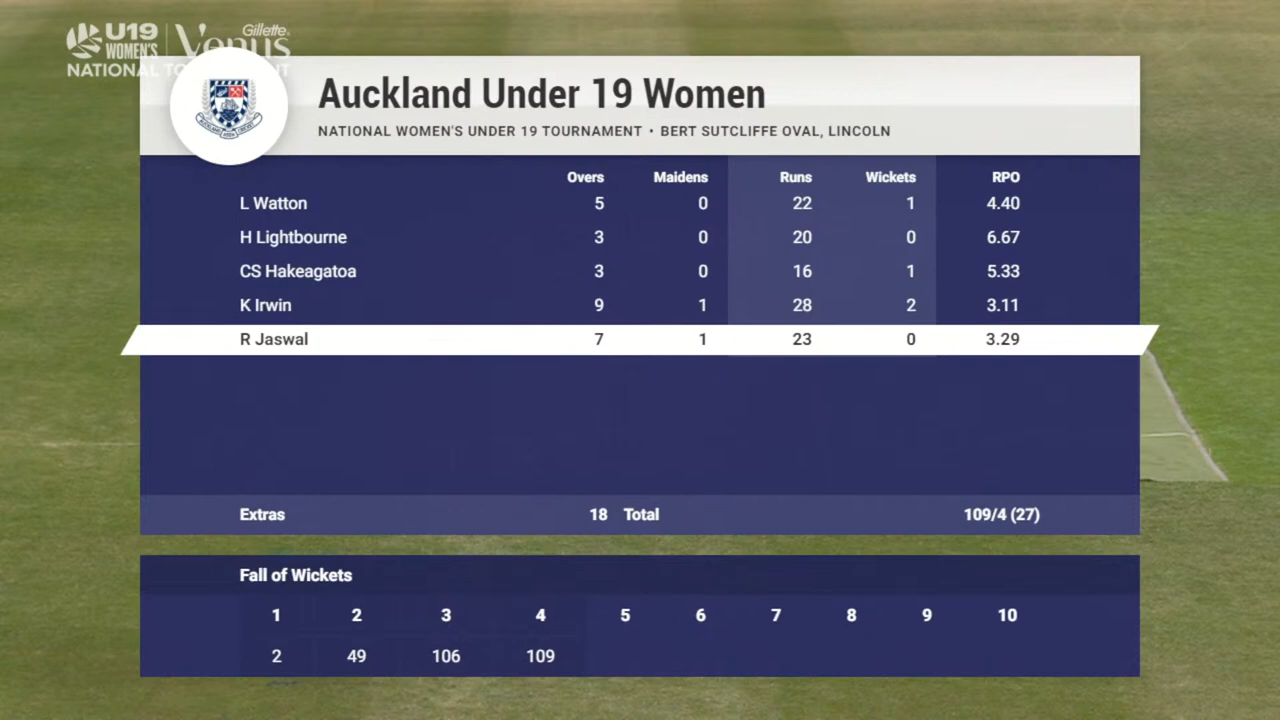 U19 WOMEN'S Gillette Venus
NATIONAL TO NT
Auckland Under 19 Women
NATIONAL WOMEN'S UNDER 19 TOURNAMENT • BERT SUTCLIFFE OVAL, LINCOLN
Overs Maidens Runs Wickets RPO
L Watton 5 0 22 1 4.40
H Lightbourne 3 0 20 0 6.67
CS Hakeagatoa 3 0 16 1 5.33
K Irwin 9 1 28 2 3.11
R Jaswal 7 1 23 0 3.29
Extras 18 Total 109/4 (27)
Fall of Wickets
1 2 3 4 5 6 7 8 9 10
2 49 106 109